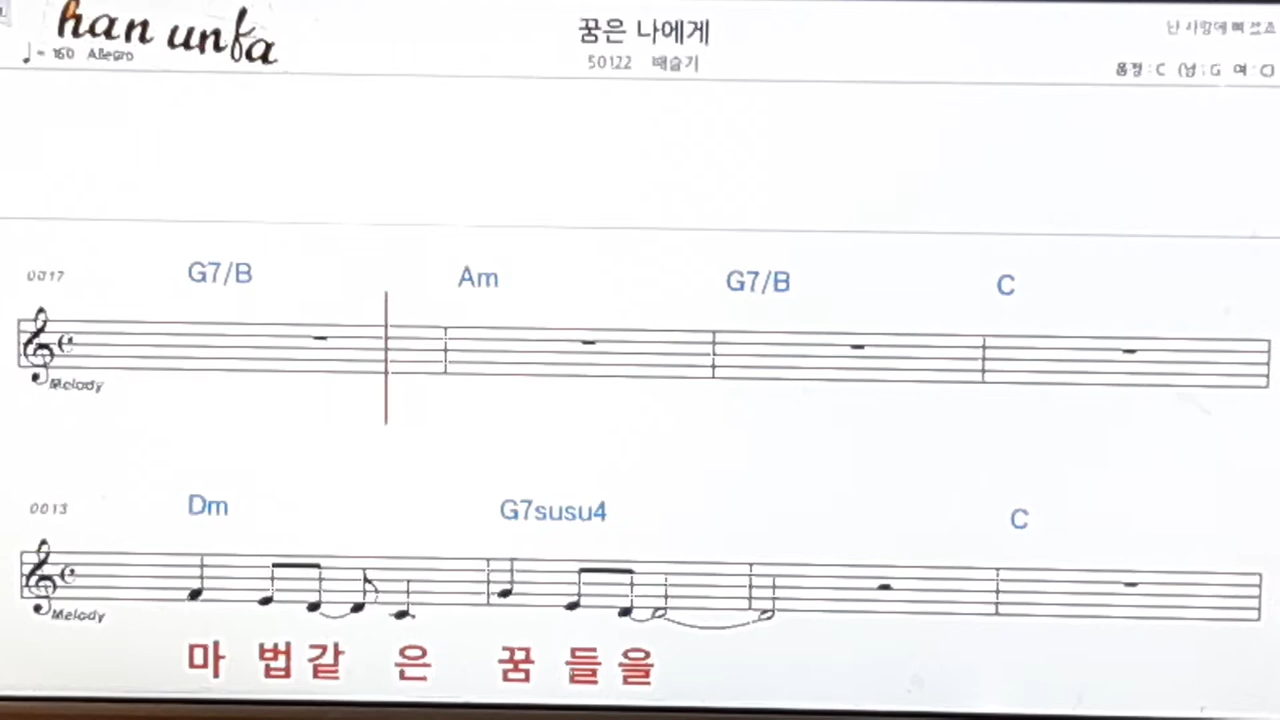 han unfa
♩= 160 Allegro
꿈은 나에게
50122 배슬기
0017
G7/B Am G7/B C
Melody
0013
Dm G7susu4 C
Melody
마 법같 은 꿈 들을